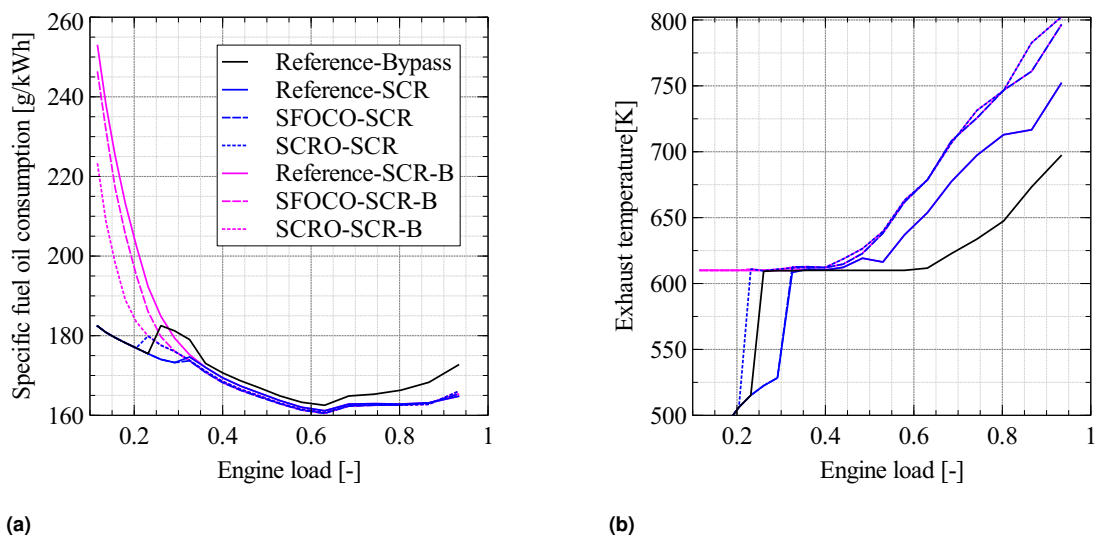 260
240
220
200
180
160
0.2
0.4
0.6
0.8
1
Specific fuel oil consumption [g/kWh]
Engine load [-]
Reference-Bypass
Reference-SCR
SFOCO-SCR
SCRO-SCR
Reference-SCR-B
SFOCO-SCR-B
SCRO-SCR-B
(a)
800
750
700
650
600
550
500
0.2
0.4
0.6
0.8
1
Exhaust temperature[K]
Engine load [-]
(b)